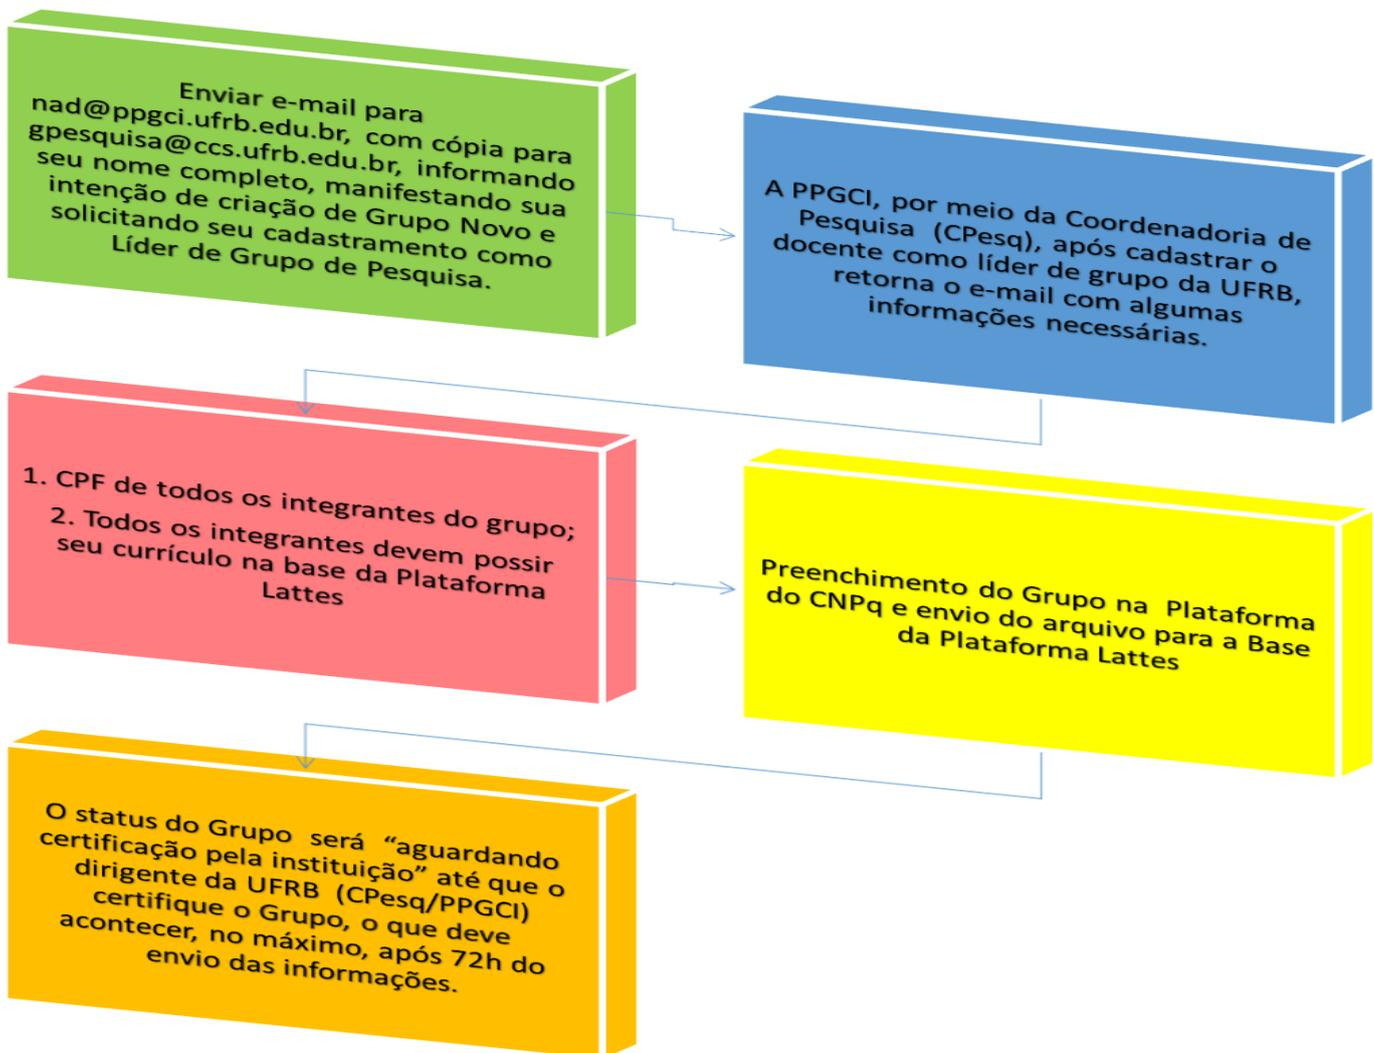 Enviar e-mail para
nad@ppgci.ufrb.edu.br, com cópia para
gpesquisa@ccs.ufrb.edu.br, informando
seu nome completo, manifestando sua
intenção de criação de Grupo Novo e
solicitando seu cadastramento como
Líder de Grupo de Pesquisa.
A PPGCI, por meio da Coordenadoria de
Pesquisa (CPesq), após cadastrar o
docente como líder de grupo da UFRB,
retorna o e-mail com algumas
informações necessárias.
1. CPF de todos os integrantes do grupo;
2. Todos os integrantes devem possir
seu currículo na base da Plataforma
Lattes
Preenchimento do Grupo na Plataforma
do CNPq e envio do arquivo para a Base
da Plataforma Lattes
O status do Grupo será “aguardando
certificação pela instituição” até que o
dirigente da UFRB (CPesq/PPGCI)
certifique o Grupo, o que deve
acontecer, no máximo, após 72h do
envio das informações.